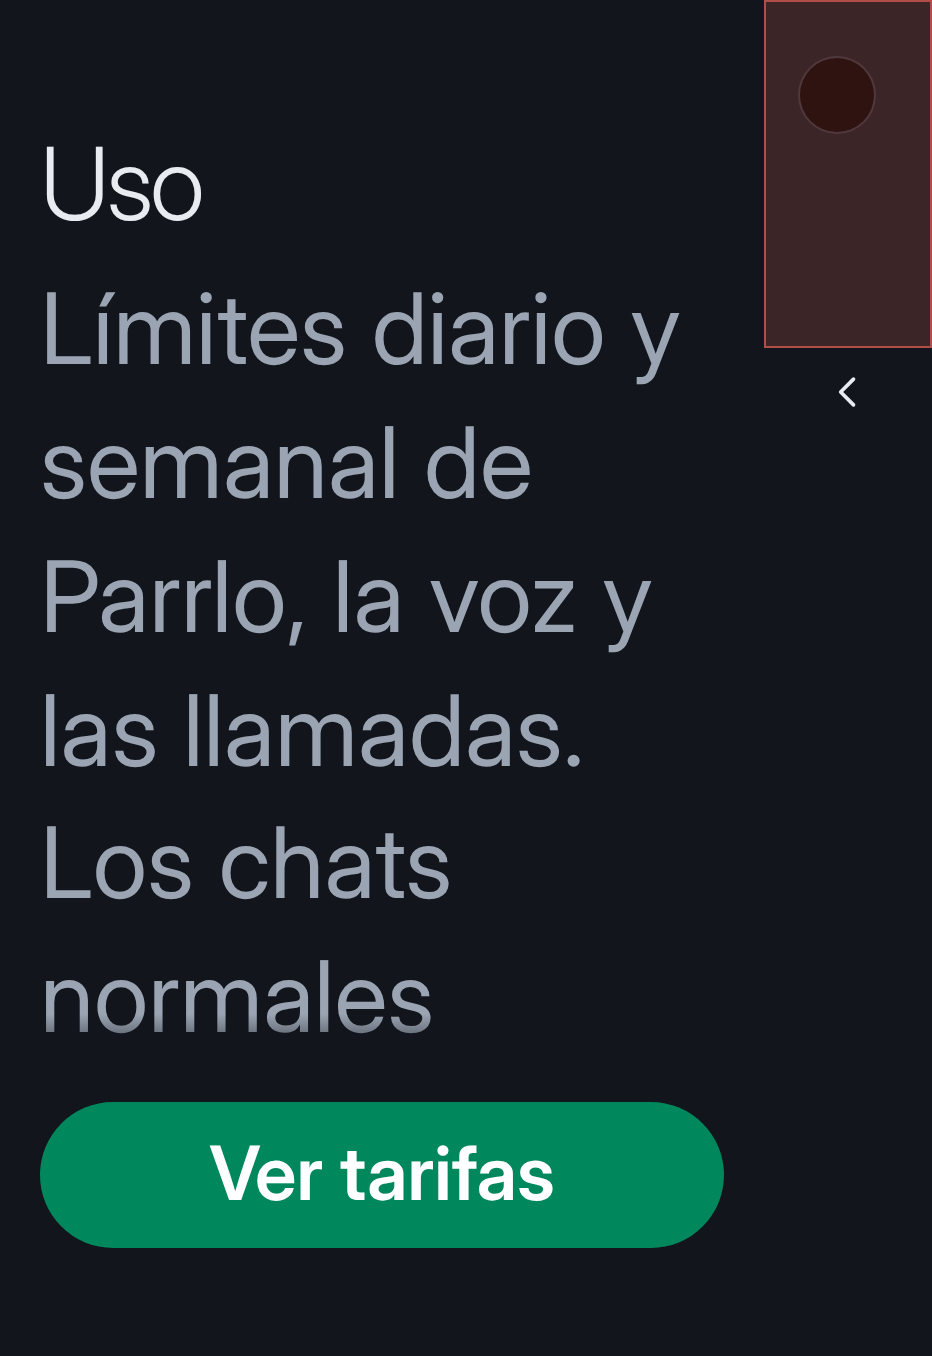 Uso
Límites diario y
semanal de
Parrlo, la voz y
las llamadas.
Los chats
normales
Ver tarifas